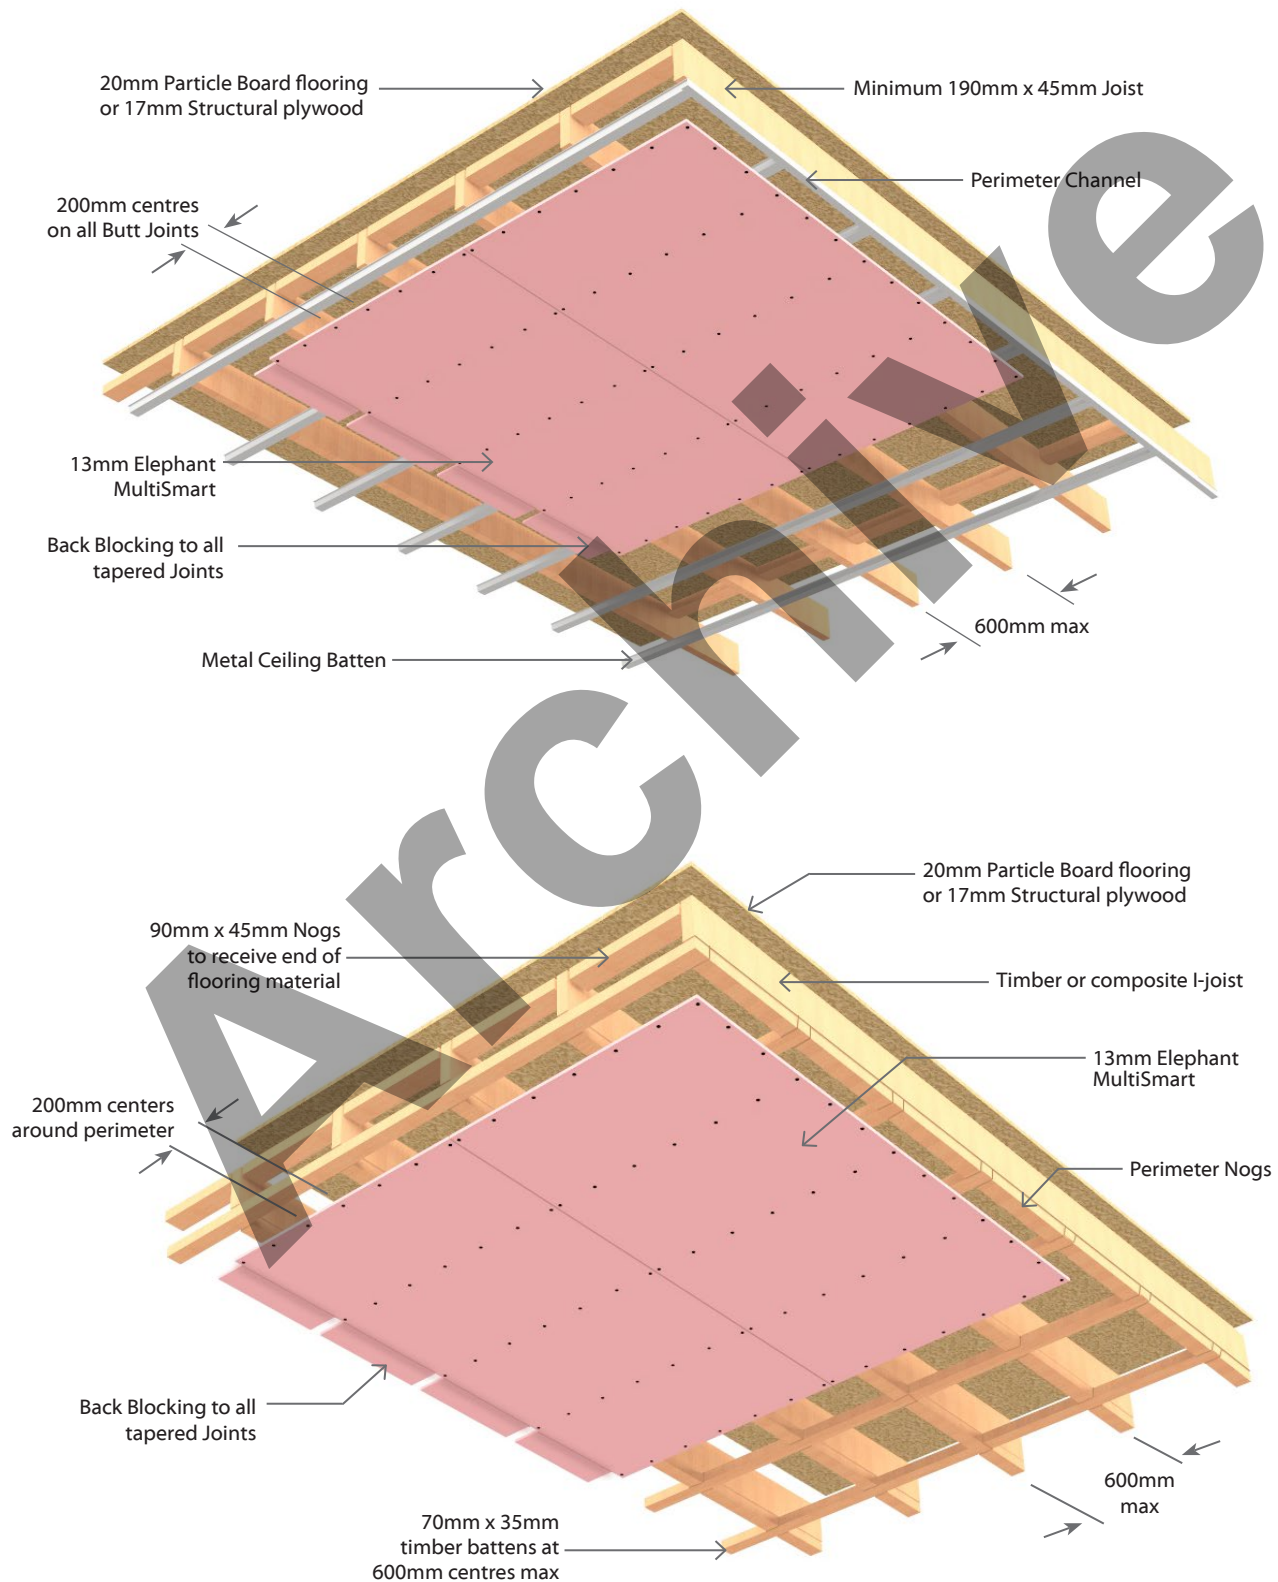 20mm Particle Board flooring
or 17mm Structural plywood
Minimum 190mm x 45mm Joist
Perimeter Channel
200mm centres
on all Butt Joints
13mm Elephant
MultiSmart
Back Blocking to all
tapered Joints
600mm max
Metal Ceiling Batten
Archive
20mm Particle Board flooring
or 17mm Structural plywood
90mm x 45mm Nogs
to receive end of
flooring material
Timber or composite I-joist
13mm Elephant
MultiSmart
200mm centers
around perimeter
Perimeter Nogs
Back Blocking to all
tapered Joints
600mm
max
70mm x 35mm
timber battens at
600mm centres max